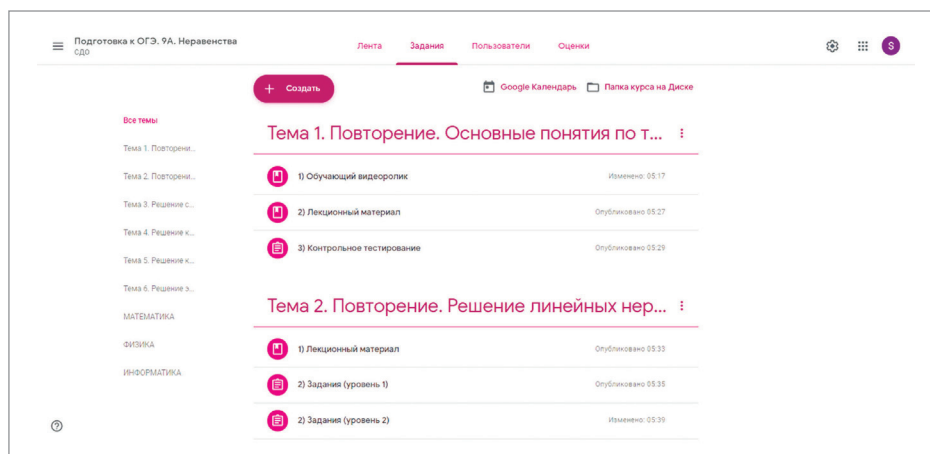 Подготовка к ОГЭ. 9А. Неравенства
СДО
Лента
Задания
Пользователи
Оценки
S
Создать
Google Календарь
Папка курса на Диске
Все темы
Тема 1. Повторени...
Тема 2. Повторени...
Тема 3. Решение с...
Тема 4. Решение к...
Тема 5. Решение к...
Тема 6. Решение э...
МАТЕМАТИКА
ФИЗИКА
ИНФОРМАТИКА
Тема 1. Повторение. Основные понятия по т...
1) Обучающий видеоролик
Изменено: 05:17
2) Лекционный материал
Опубликовано 05:27
3) Контрольное тестирование
Опубликовано 05:29
Тема 2. Повторение. Решение линейных нер...
1) Лекционный материал
Опубликовано 05:33
2) Задания (уровень 1)
Опубликовано 05:35
2) Задания (уровень 2)
Изменено: 05:39